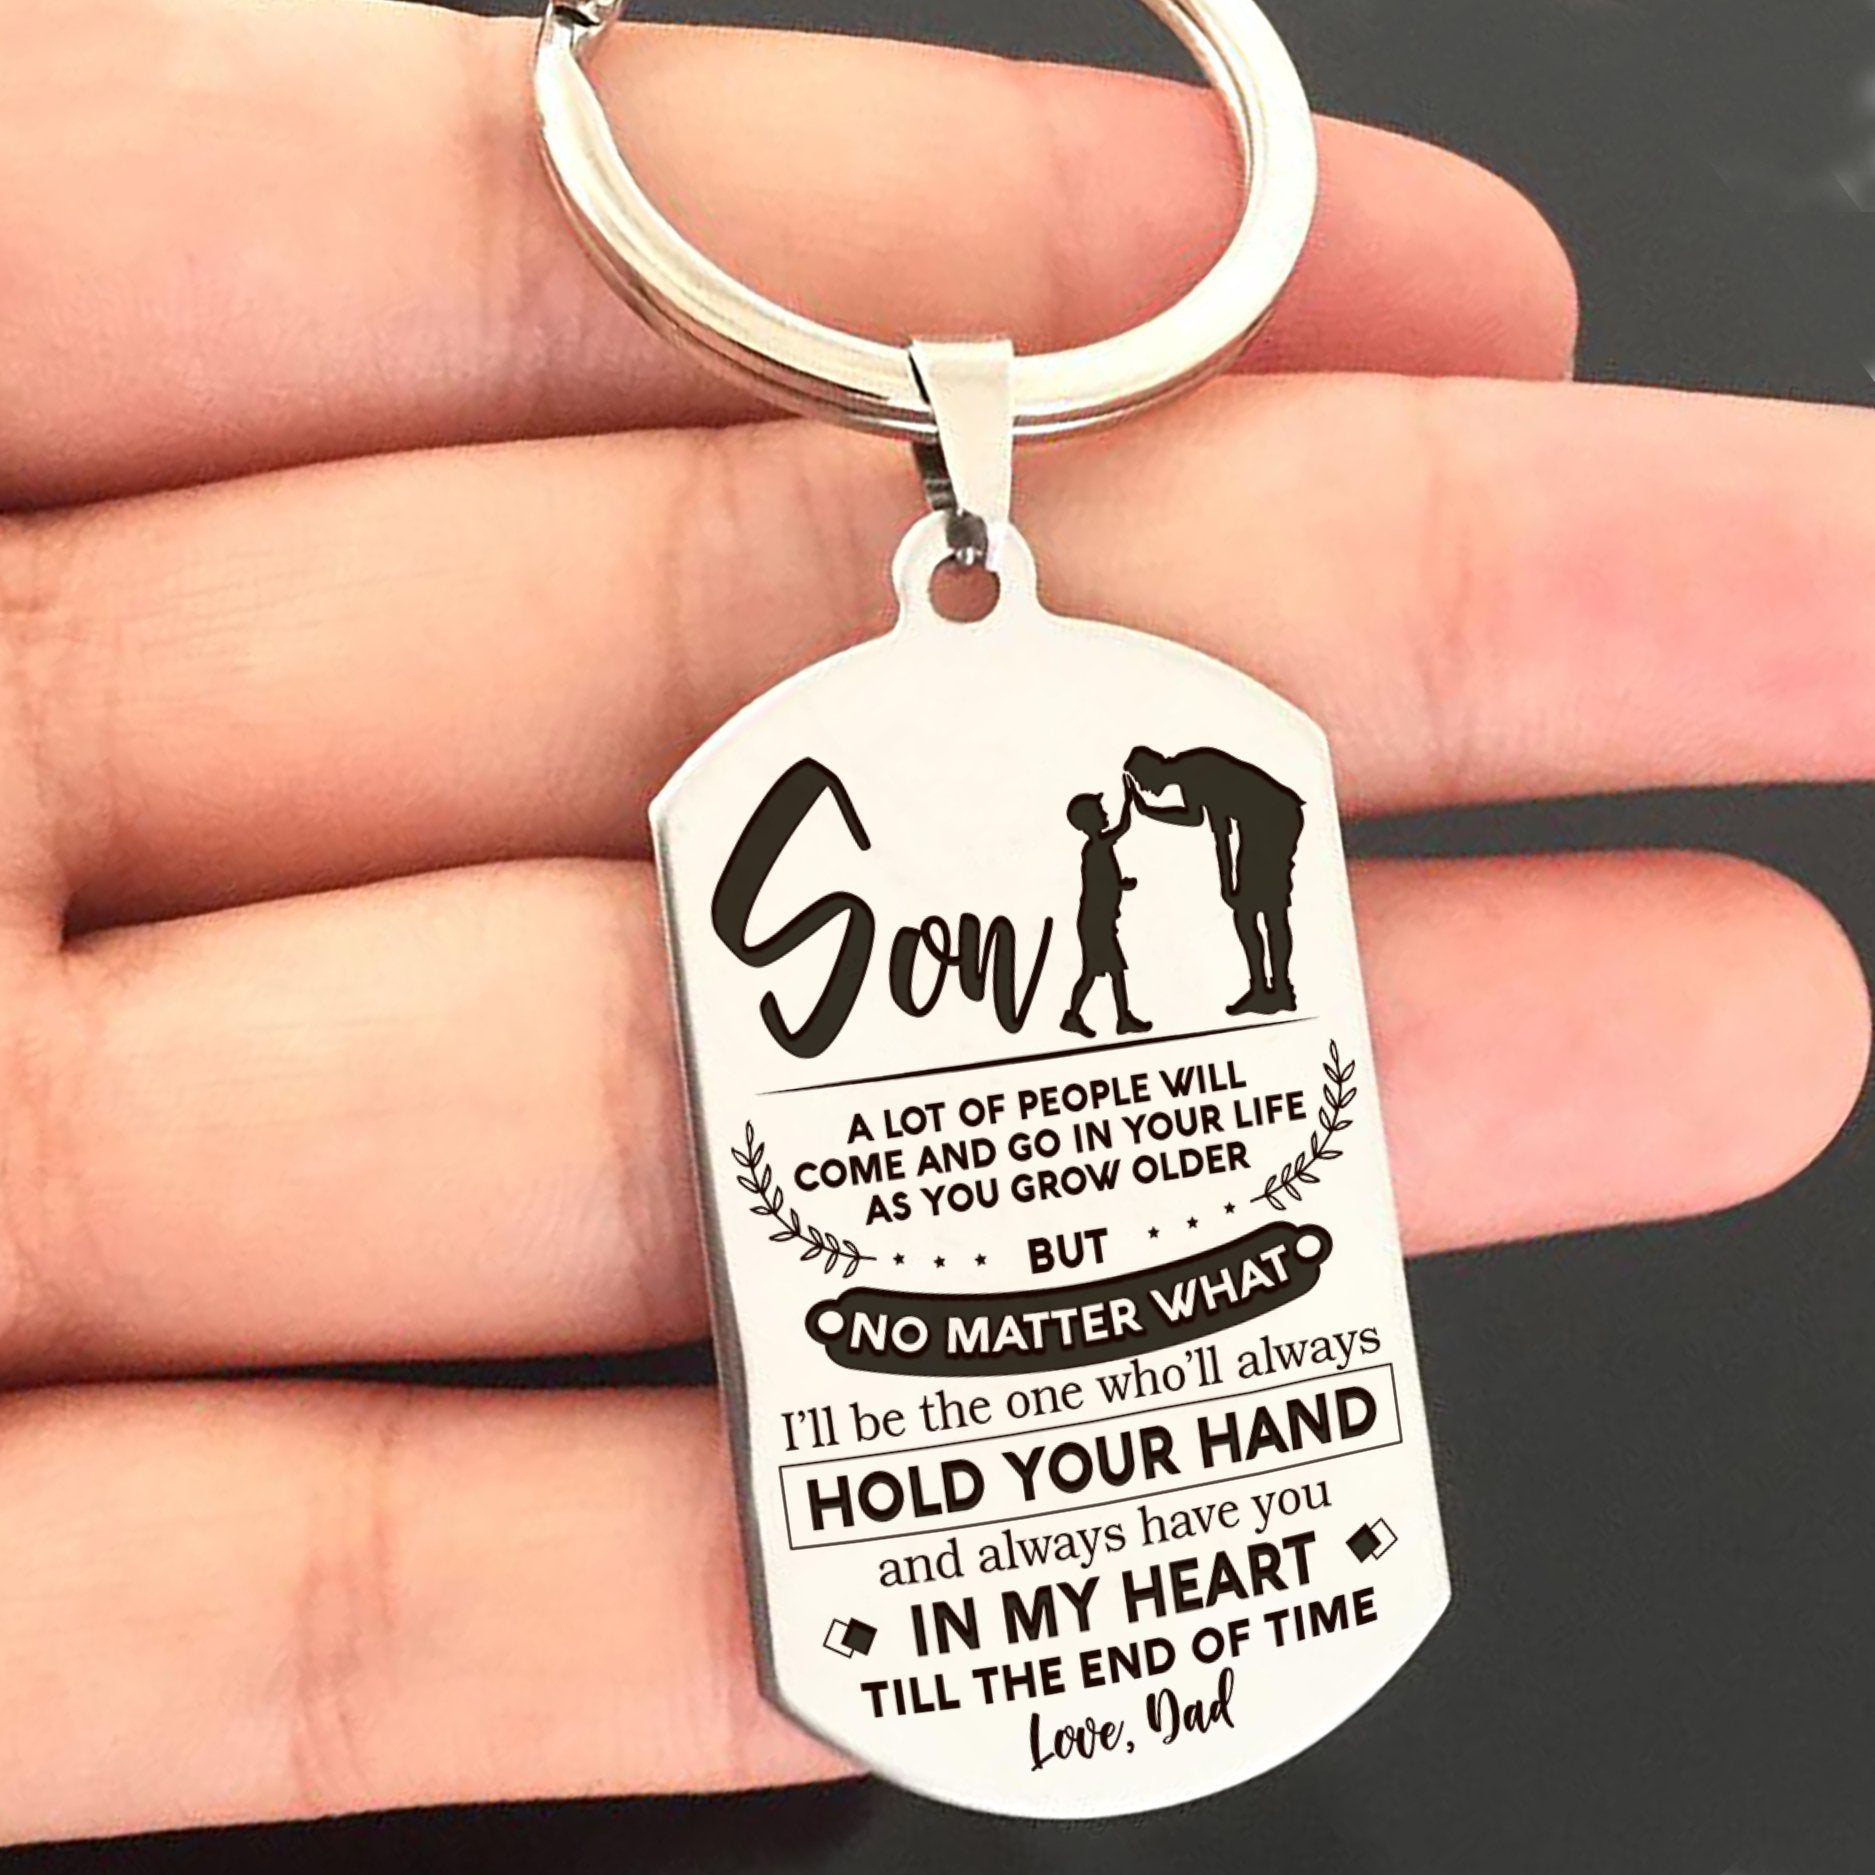 Son
A LOT OF PEOPLE WILL
COME AND GO IN YOUR LIFE
AS YOU GROW OLDER
BUT
NO MATTER WHAT
I'll be the one who'll always
HOLD YOUR HAND
and always have you
IN MY HEART
TILL THE END OF TIME
Love, Dad